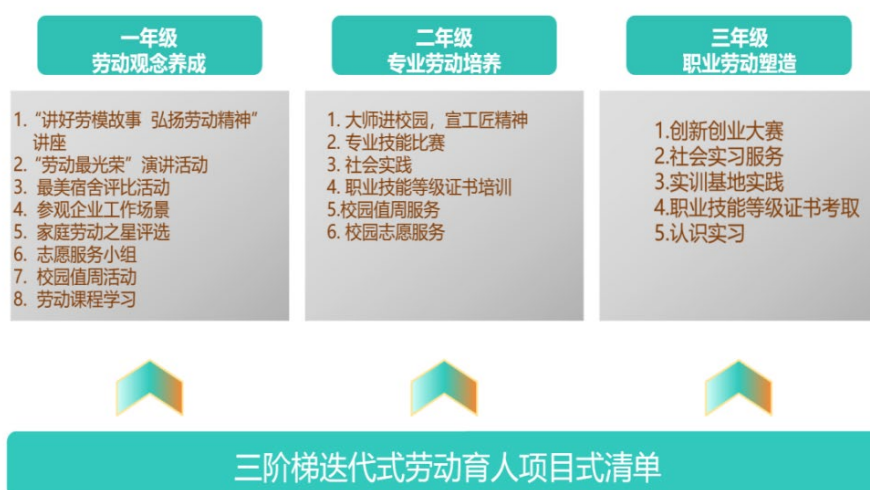 一年级
劳动观念养成
1.“讲好劳模故事 弘扬劳动精神”
讲座
2.“劳动最光荣”演讲活动
3. 最美宿舍评比活动
4. 参观企业工作场景
5. 家庭劳动之星评选
6. 志愿服务小组
7. 校园值周活动
8. 劳动课程学习
二年级
专业劳动培养
1. 大师进校园，宣工匠精神
2. 专业技能比赛
3. 社会实践
4. 职业技能等级证书培训
5.校园值周服务
6. 校园志愿服务
三年级
职业劳动塑造
1.创新创业大赛
2.社会实习服务
3.实训基地实践
4.职业技能等级证书考取
5.认识实习
三阶梯迭代式劳动育人项目式清单